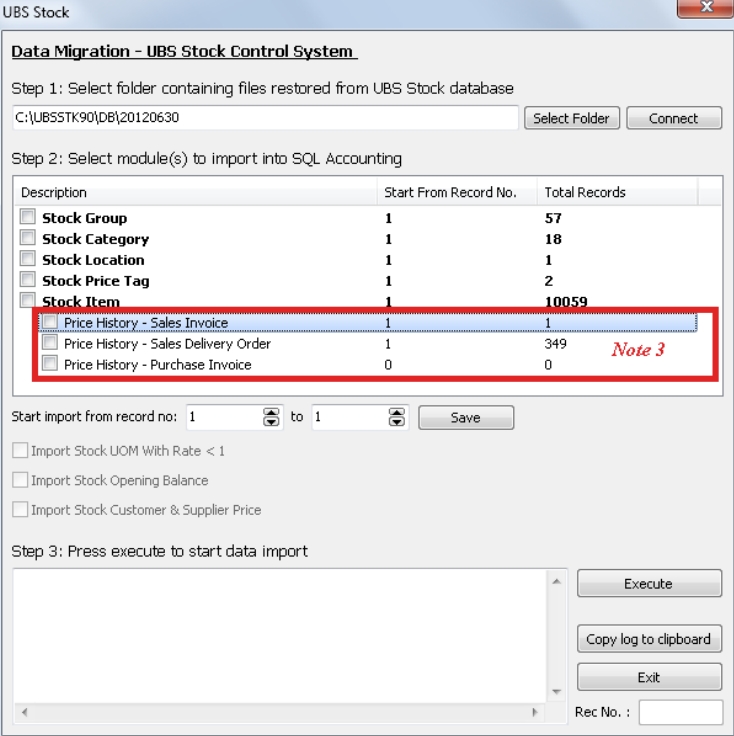 UBS Stock
Data Migration - UBS Stock Control System
Step 1: Select folder containing files restored from UBS Stock database
C:\UBSSTK90\DB\20120630 Select Folder Connect
Step 2: Select module(s) to import into SQL Accounting
Description Start From Record No. Total Records
Stock Group 1 57
Stock Category 1 18
Stock Location 1 1
Stock Price Tag 1 2
Stock Item 1 10059
Price History - Sales Invoice 1 1
Price History - Sales Delivery Order 1 349 Note 3
Price History - Purchase Invoice 0 0
Start import from record no: 1 to 1 Save
Import Stock UOM With Rate < 1
Import Stock Opening Balance
Import Stock Customer & Supplier Price
Step 3: Press execute to start data import
Execute
Copy log to clipboard
Exit
Rec No. :